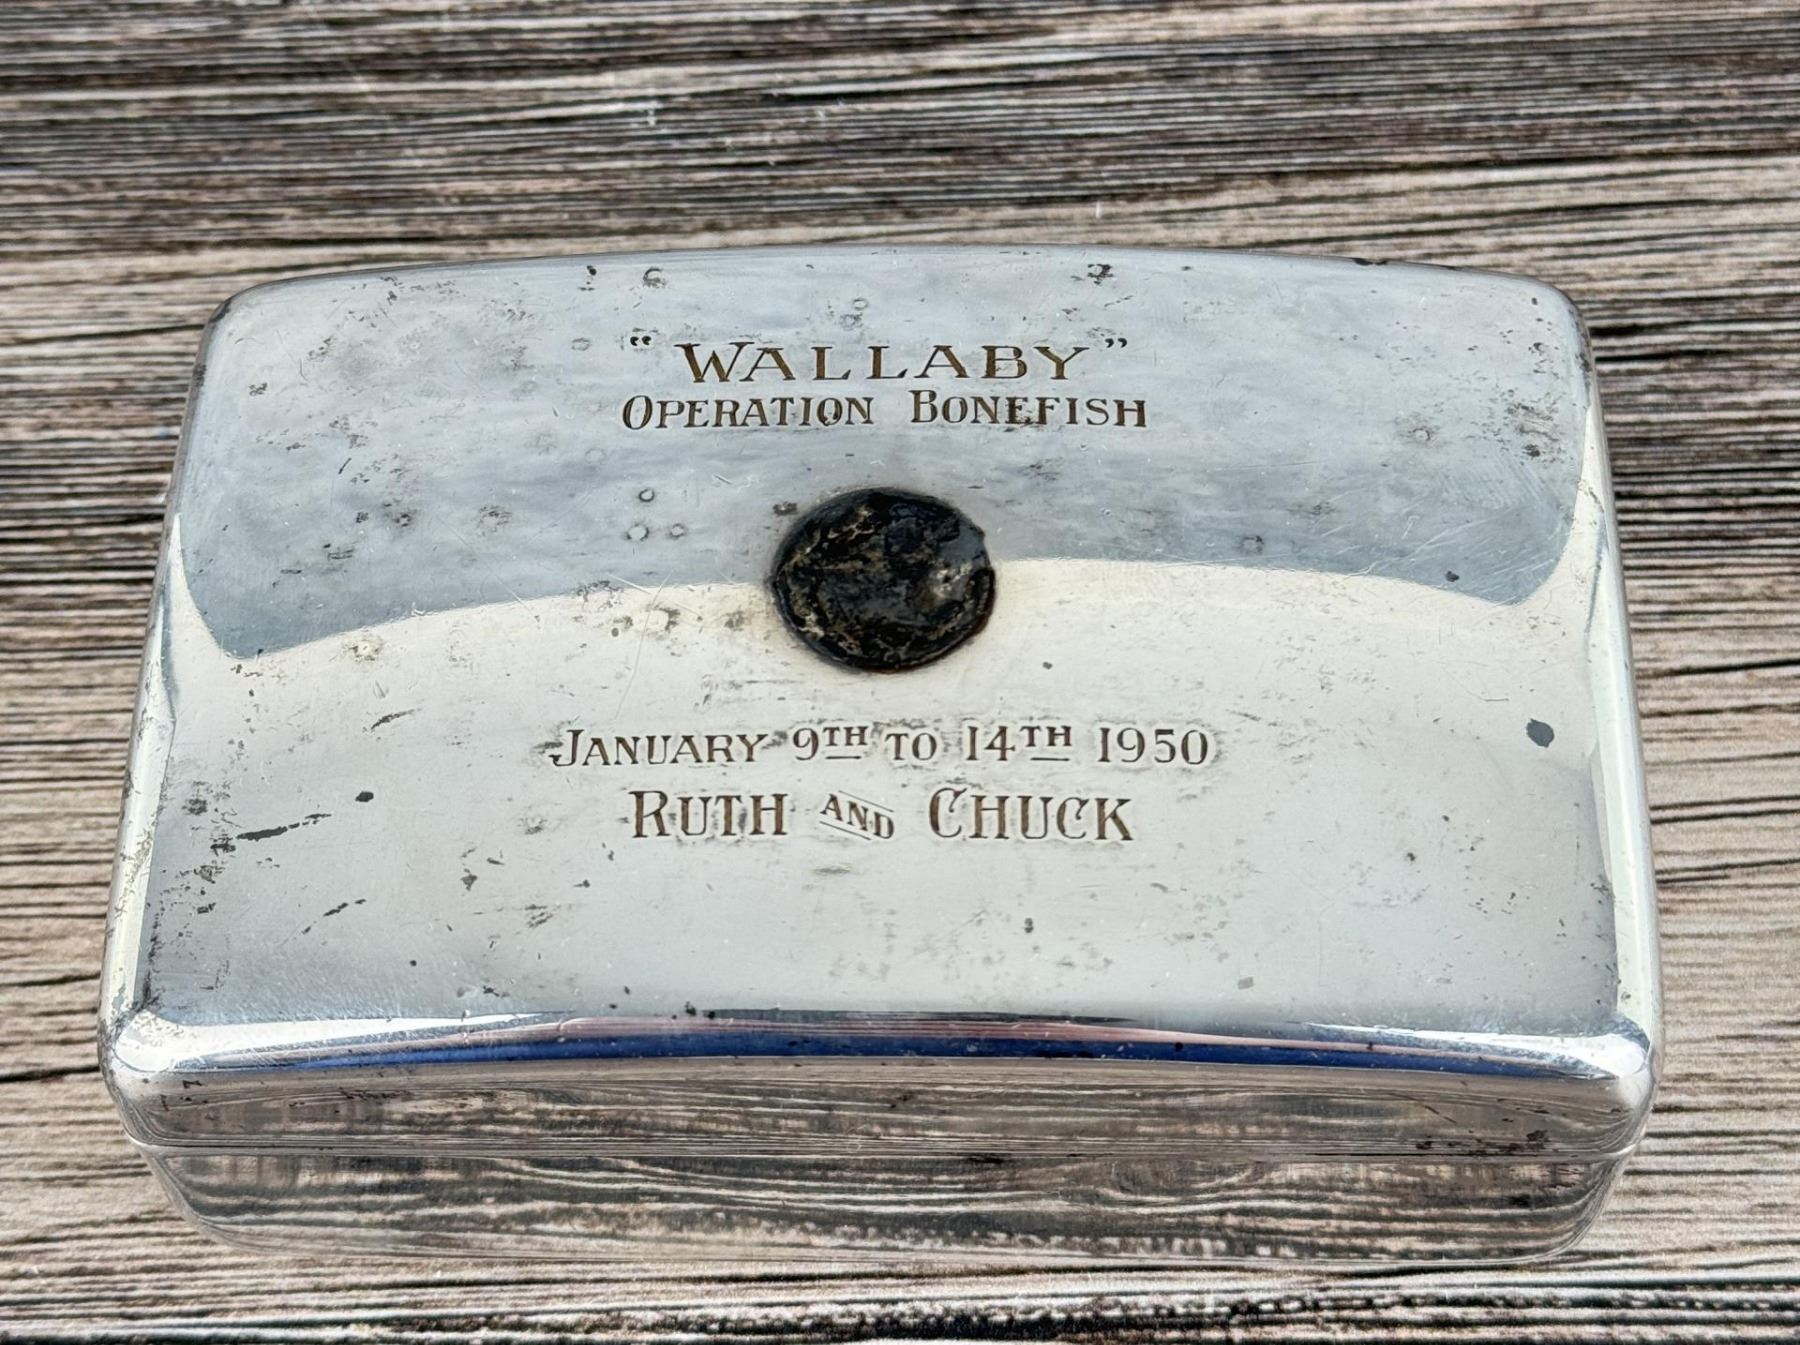 "WALLABY"
OPERATION BONEFISH
JANUARY 9TH TO 14TH 1950
RUTH AND CHUCK